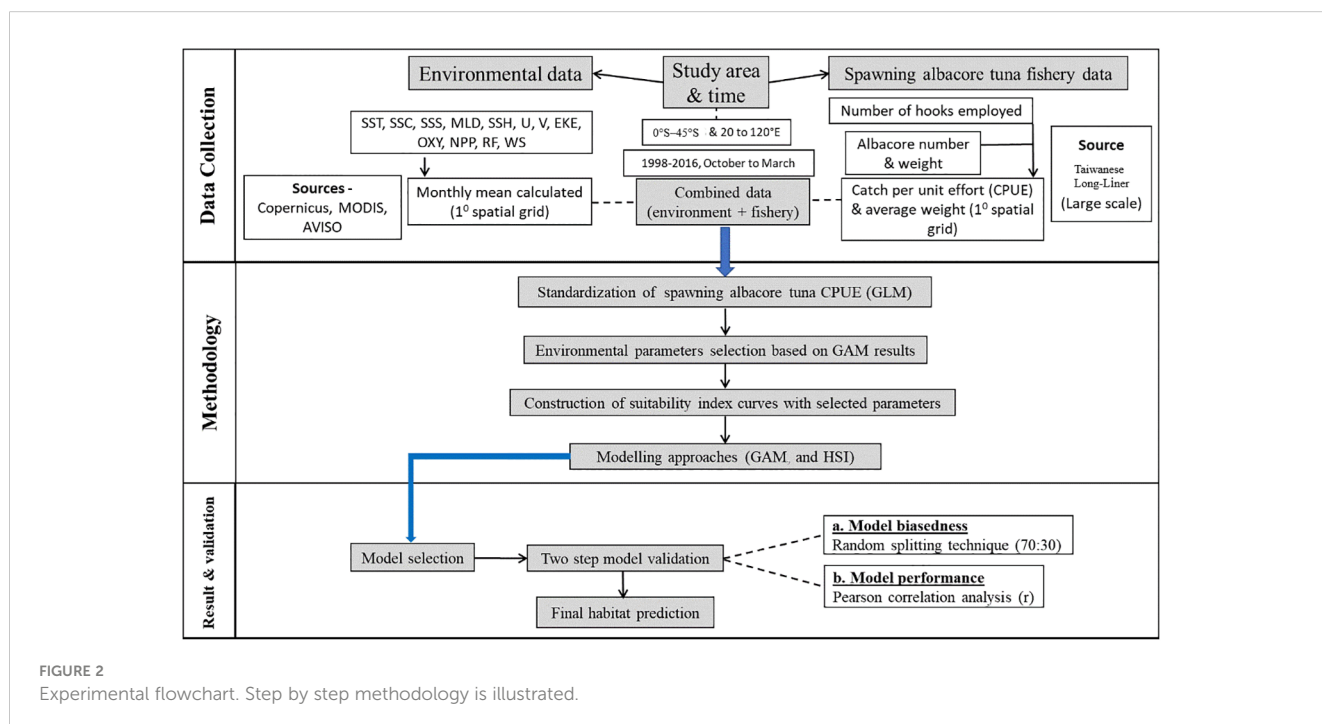 Data Collection
Environmental data
Study area
& time
Spawning albacore tuna fishery data
SST, SSC, SSS, MLD, SSH, U, V, EKE,
OXY, NPP, RF, WS
0°S–45°S & 20 to 120°E
1998-2016, October to March
Number of hooks employed
Albacore number
& weight
Source
Taiwanese
Long-LIner
(Large scale)
Sources -
Copernicus, MODIS,
AVISO
Monthly mean calculated
(1⁰ spatial grid)
Combined data
(environment + fishery)
Catch per unit effort (CPUE)
& average weight (1⁰ spatial
grid)
Methodology
Standardization of spawning albacore tuna CPUE (GLM)
Environmental parameters selection based on GAM results
Construction of suitability index curves with selected parameters
Modelling approaches (GAM, and HSI)
Result & validation
Model selection
Two step model validation
a. Model biasedness
Random splitting technique (70:30)
b. Model performance
Pearson correlation analysis (r)
Final habitat prediction
FIGURE 2
Experimental flowchart. Step by step methodology is illustrated.